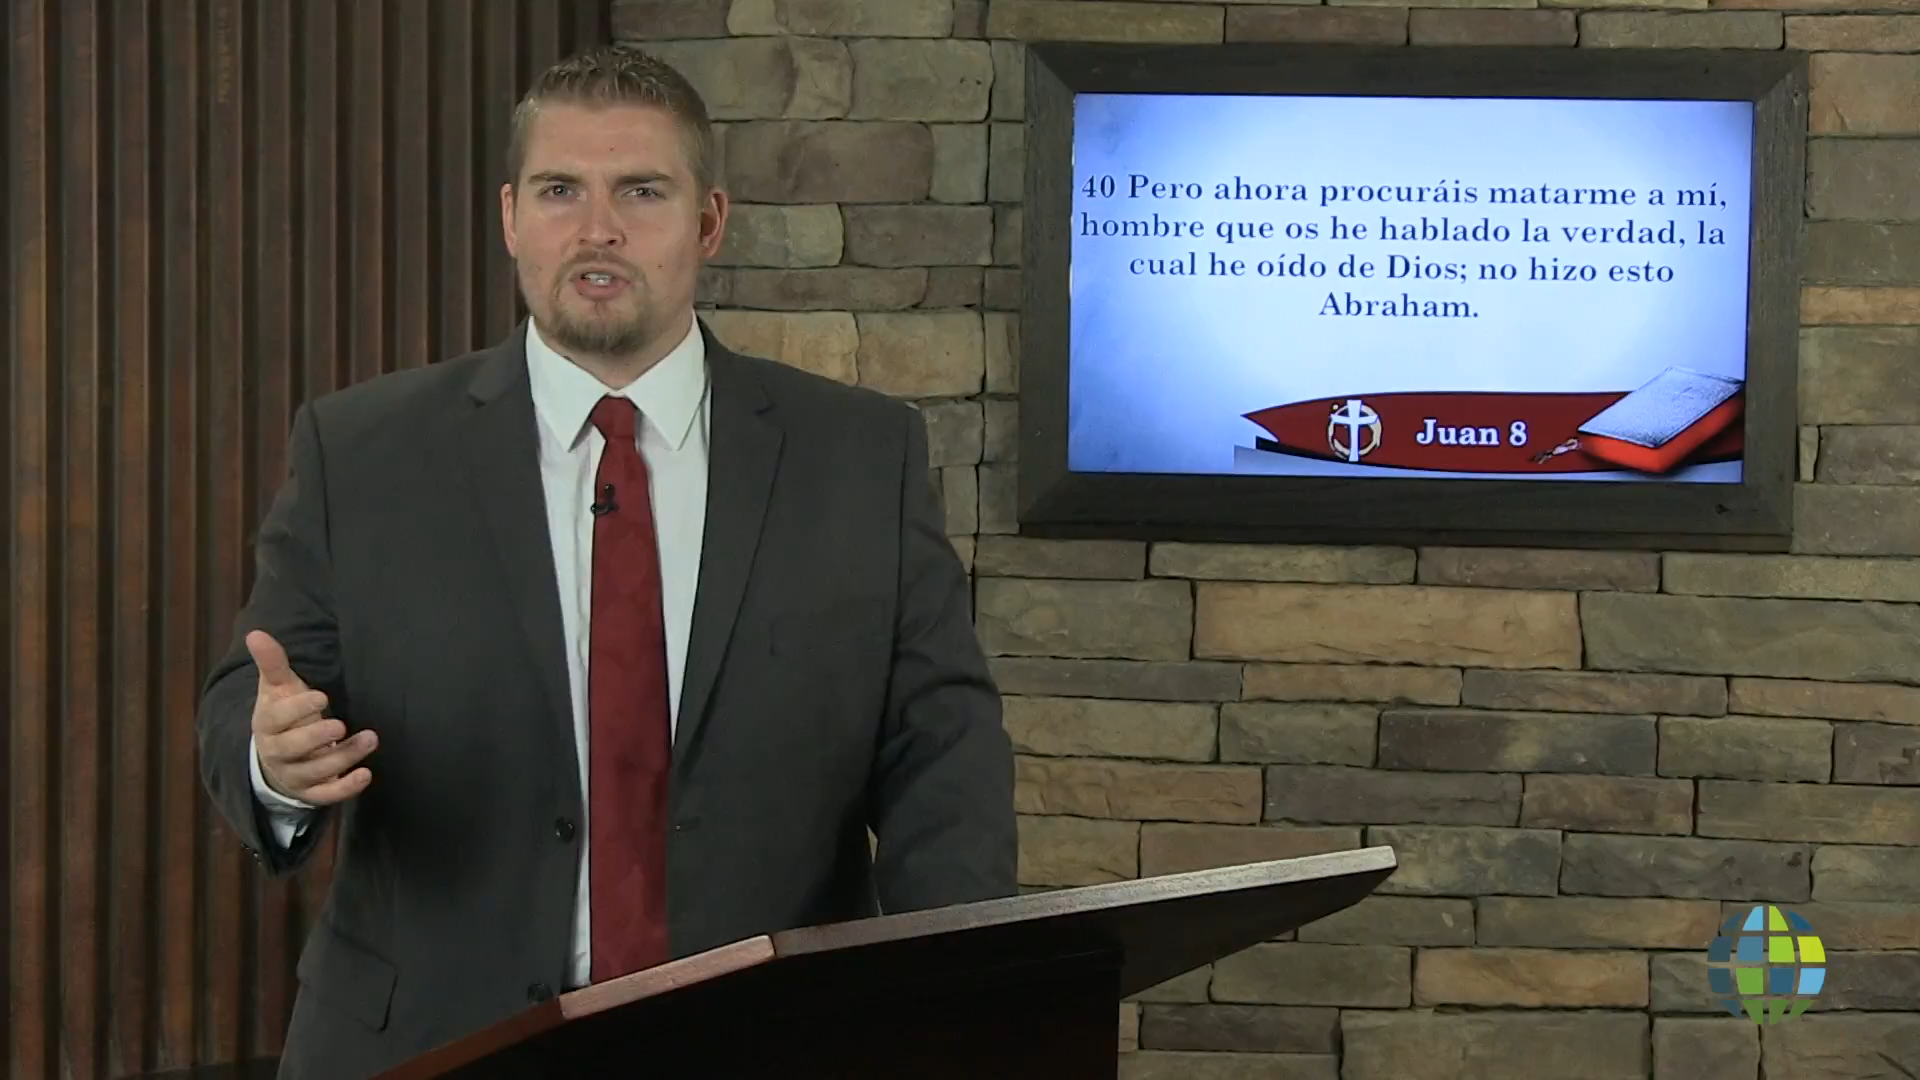 40 Pero ahora procuráis matarme a mí,
hombre que os he hablado la verdad, la
cual he oído de Dios; no hizo esto
Abraham.
Juan 8